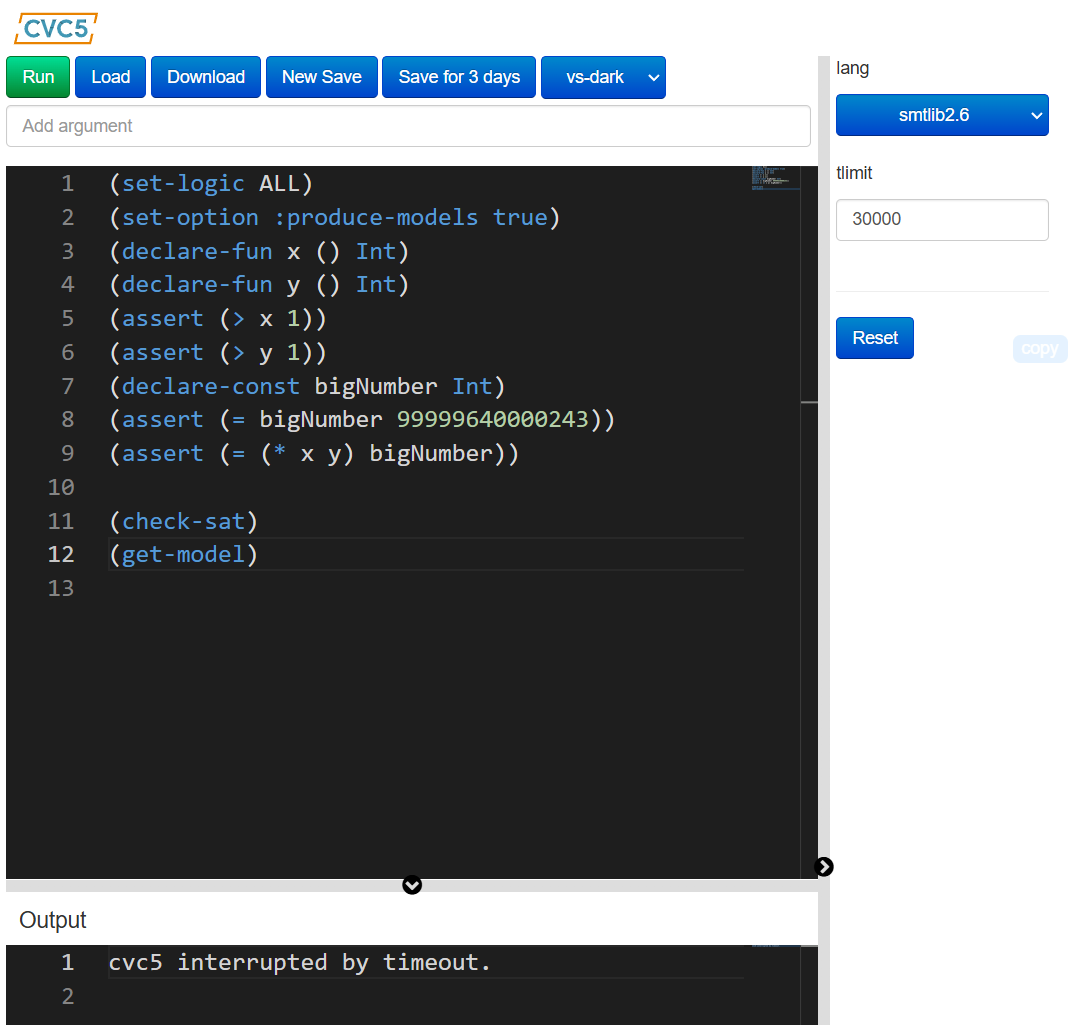 CVC5
Run Load Download New Save Save for 3 days vs-dark
Add argument
lang
smtlib2.6
tlimit
30000
Reset
copy
1 (set-logic ALL)
2 (set-option :produce-models true)
3 (declare-fun x () Int)
4 (declare-fun y () Int)
5 (assert (> x 1))
6 (assert (> y 1))
7 (declare-const bigNumber Int)
8 (assert (= bigNumber 99999640000243))
9 (assert (= (* x y) bigNumber))
10
11 (check-sat)
12 (get-model)
13
Output
1 cvc5 interrupted by timeout.
2